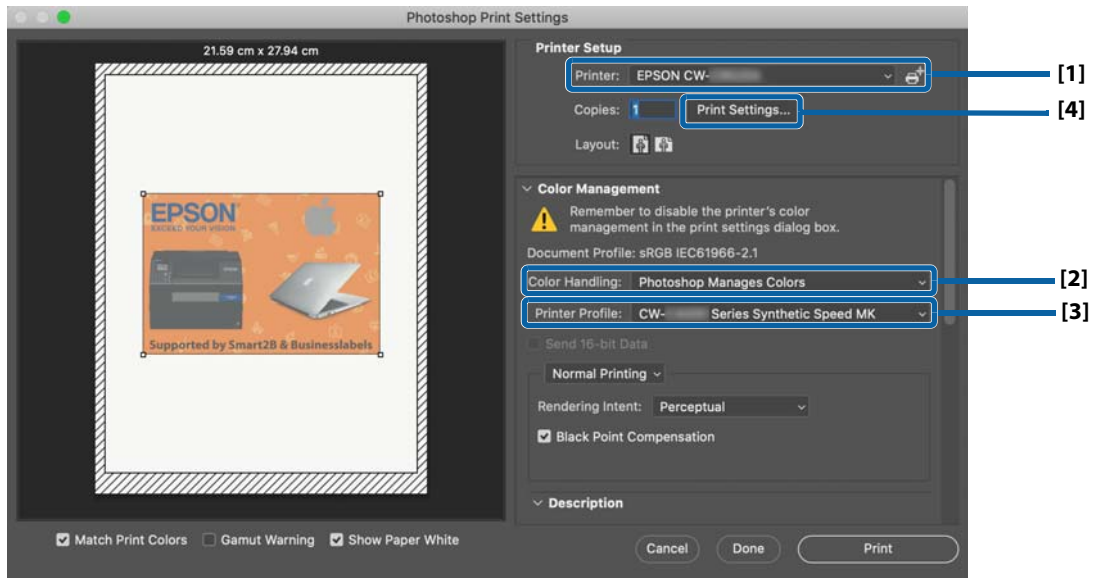 Photoshop Print Settings
21.59 cm x 27.94 cm
EPSON
EXCEED YOUR VISION
Supported by Smart2B & Businesslabels
Match Print Colors Gamut Warning Show Paper White
Printer Setup
Printer: EPSON CW-
[1]
Copies: 1 Print Settings...
[4]
Layout:
Color Management
Remember to disable the printer's color
management in the print settings dialog box.
Document Profile: sRGB IEC61966-2.1
Color Handling: Photoshop Manages Colors
[2]
Printer Profile: CW- Series Synthetic Speed MK
[3]
Send 16-bit Data
Normal Printing
Rendering Intent: Perceptual
Black Point Compensation
Description
Cancel Done Print